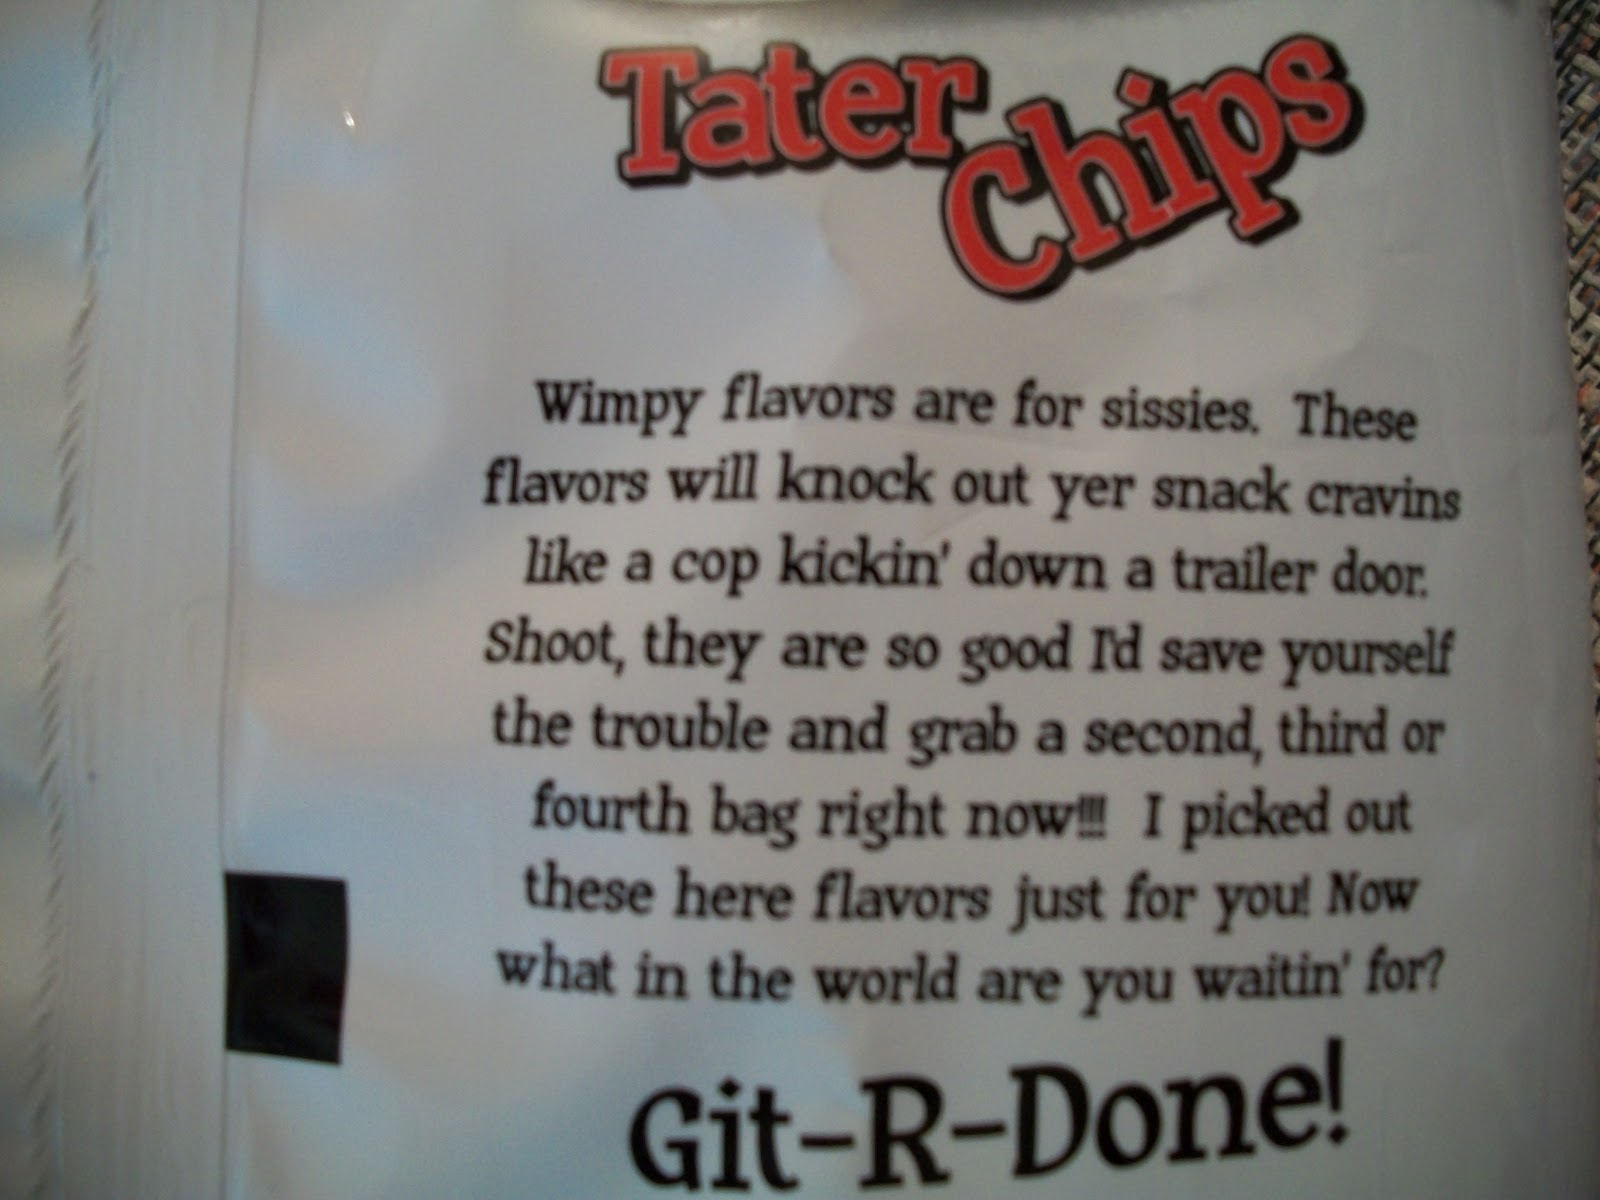 Tater
Chips
Wimpy flavors are for sissies. These
flavors will knock out yer snack cravins
like a cop kickin' down a trailer door.
Shoot, they are so good I'd save yourself
the trouble and grab a second, third or
fourth bag right now!!! I picked out
these here flavors just for you! Now
what in the world are you waitin' for?
Git-R-Done!